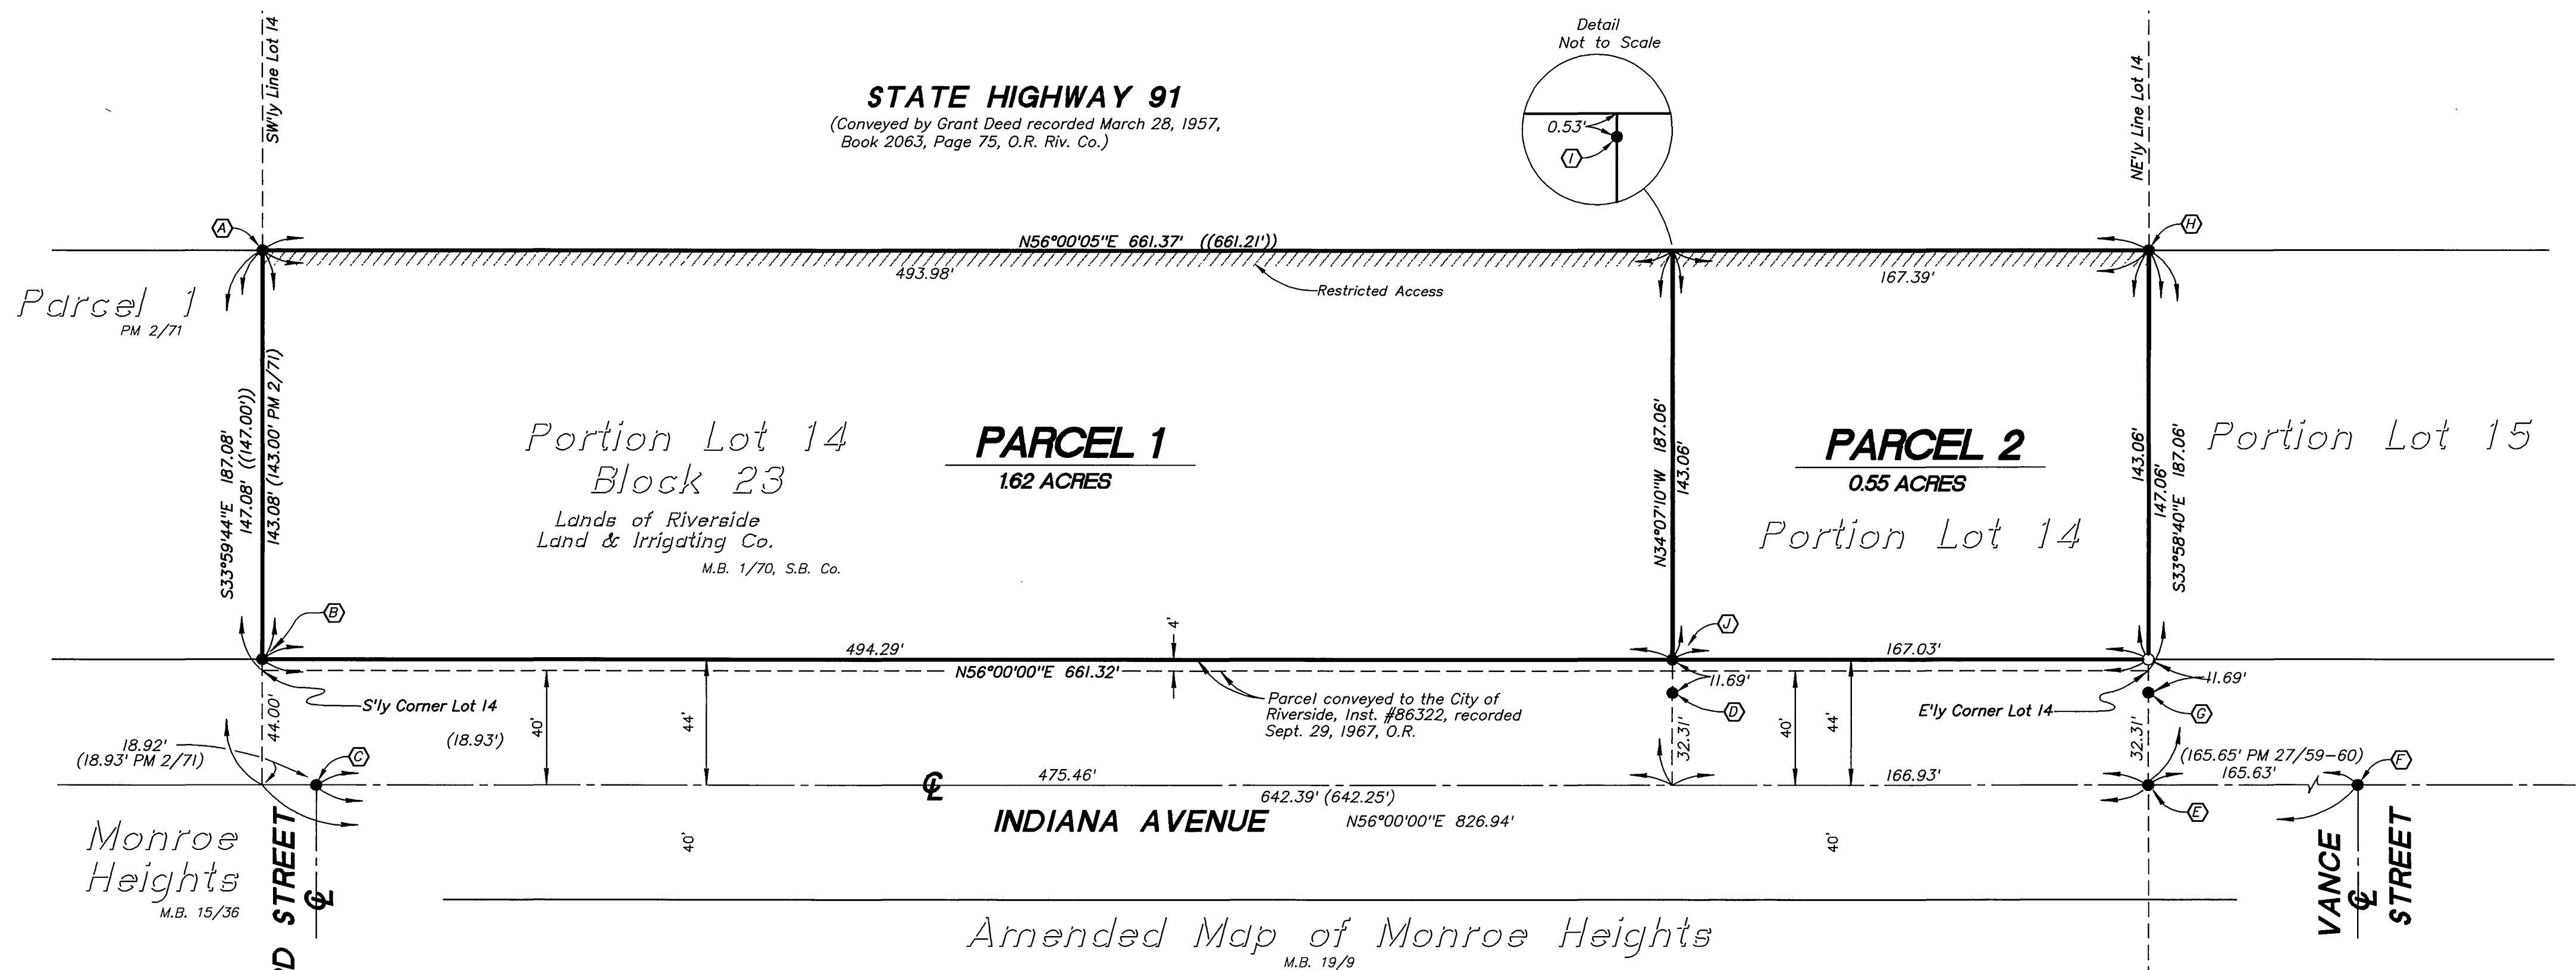 SW'ly Line Lot 14
STATE HIGHWAY 91
(Conveyed by Grant Deed recorded March 28, 1957,
Book 2063, Page 75, O.R. Riv. Co.)
Detail
Not to Scale
0.53'
I
NE'ly Line Lot 14
A
N56°00'05"E 661.37' ((661.21'))
H
493.98'
Restricted Access
167.39'
Parcel 1
PM 2/71
S33°59'44"E 187.08'
147.08' ((147.00'))
143.08' (143.00' PM 2/71)
Portion Lot 14
Block 23
Lands of Riverside
Land & Irrigating Co.
M.B. 1/70, S.B. Co.
PARCEL 1
1.62 ACRES
N34°07'10"W 187.06'
143.06'
PARCEL 2
0.55 ACRES
Portion Lot 14
143.06'
147.06'
S33°58'40"E 187.06'
Portion Lot 15
B
J
494.29'
4'
167.03'
N56°00'00"E 661.32'
S'ly Corner Lot 14
44.00'
40'
44'
Parcel conveyed to the City of
Riverside, Inst. #86322, recorded
Sept. 29, 1967, O.R.
11.69'
D
32.31'
40'
44'
E'ly Corner Lot 14
11.69'
G
32.31'
18.92'
(18.93' PM 2/71)
C
(18.93')
(165.65' PM 27/59-60)
165.63'
F
475.46'
166.93'
642.39' (642.25')
INDIANA AVENUE
N56°00'00"E 826.94'
E
40'
40'
Monroe
Heights
M.B. 15/36
STREET
VANCE
STREET
Amended Map of Monroe Heights
M.B. 19/9